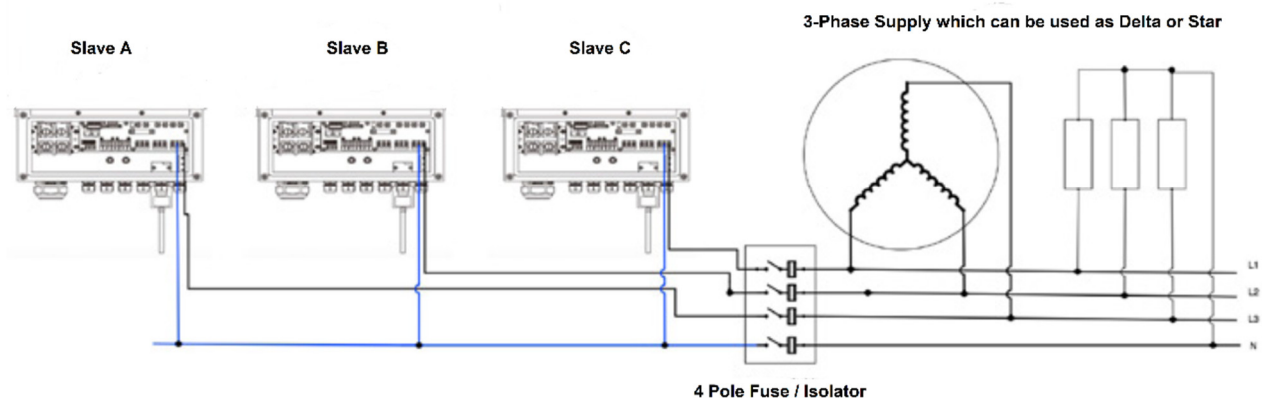 3-Phase Supply which can be used as Delta or Star
Slave A
Slave B
Slave C
L1
L2
L3
N
4 Pole Fuse / Isolator